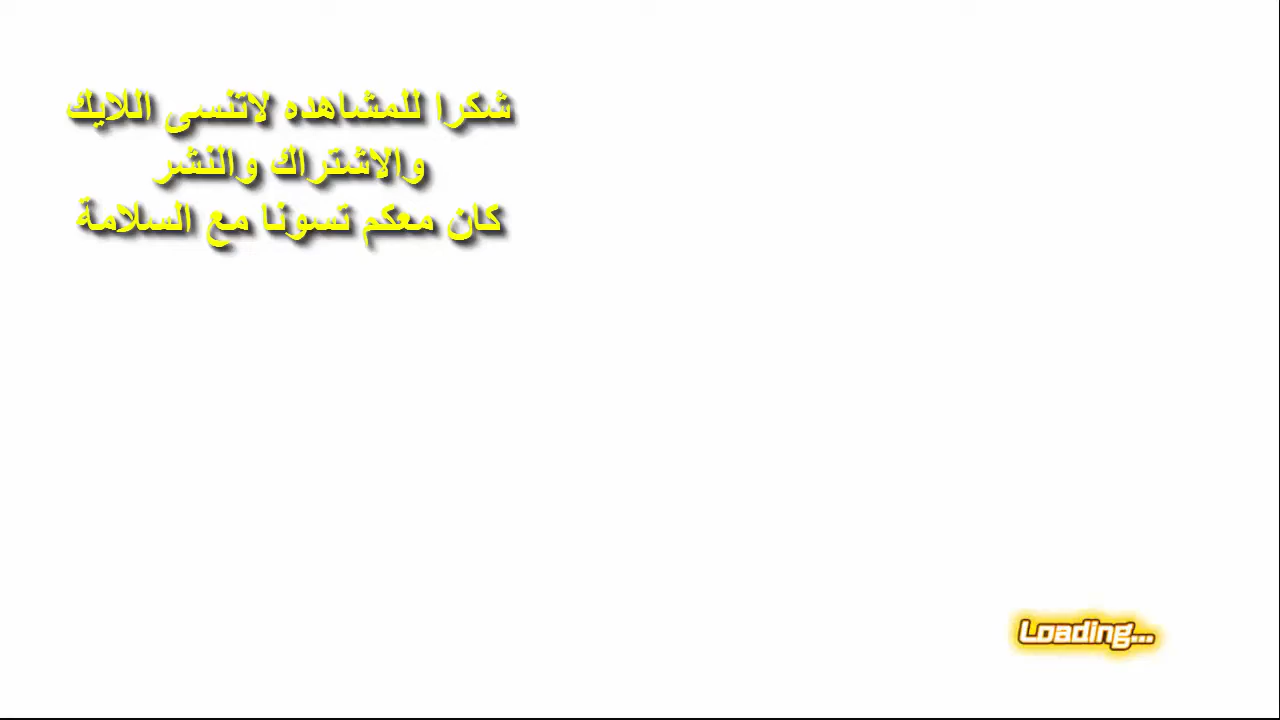 شكرا للمشاهده لاتنسى اللايك
والاشتراك والنشر
كان معكم تسونا مع السلامة
Loading...